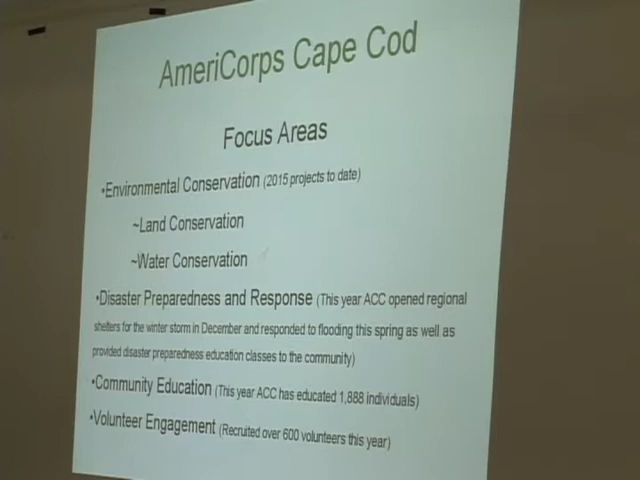 AmeriCorps Cape Cod
Focus Areas
•Environmental Conservation (2015 projects to date)
~Land Conservation
~Water Conservation
•Disaster Preparedness and Response (This year ACC opened regional
shelters for the winter storm in December and responded to flooding this spring as well as
provided disaster preparedness education classes to the community)
•Community Education (This year ACC has educated 1,888 individuals)
•Volunteer Engagement (Recruited over 600 volunteers this year)